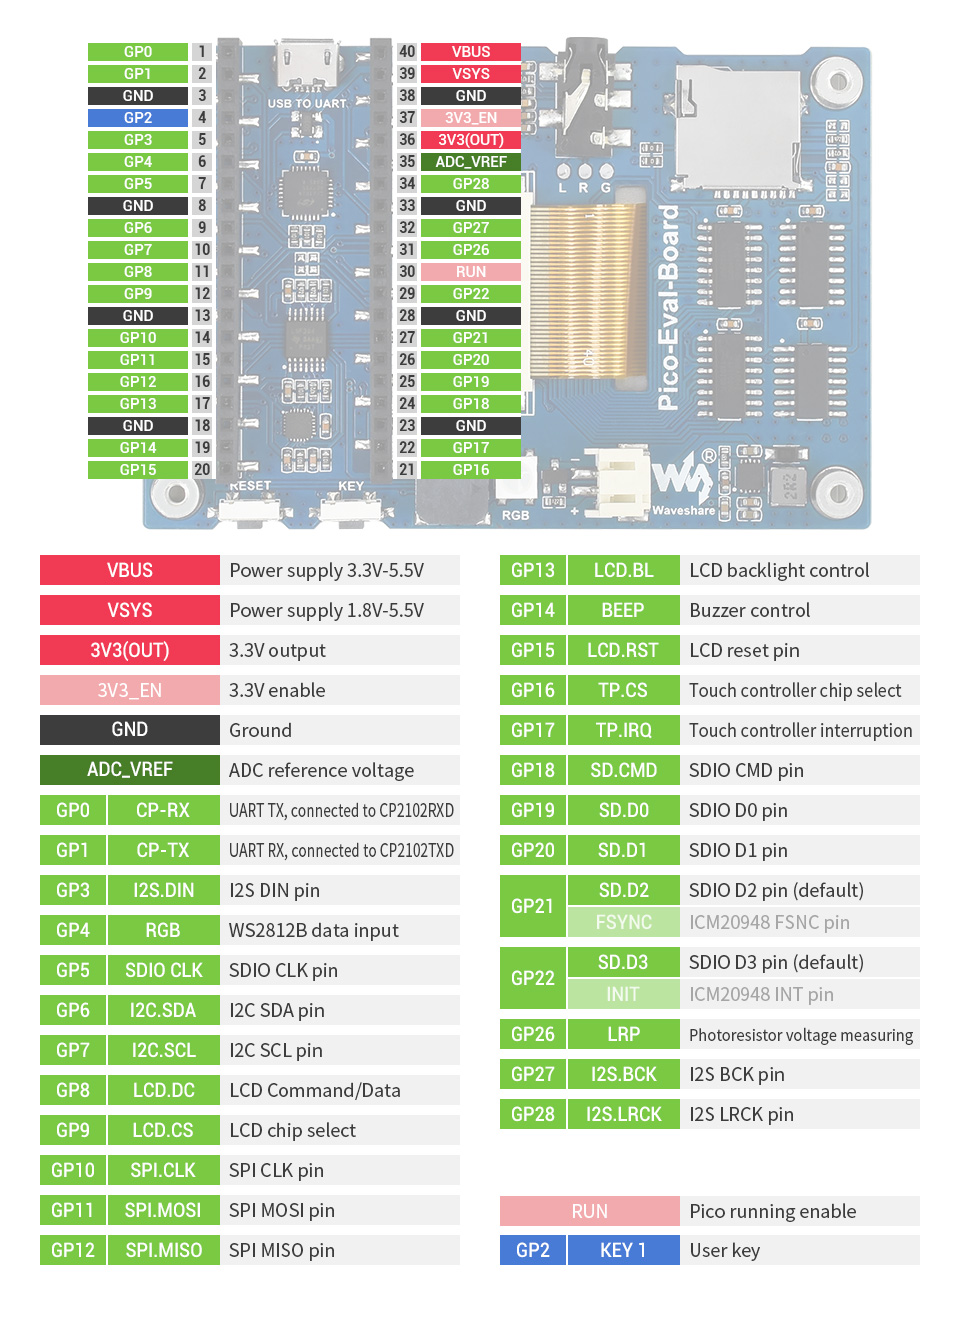 GP0 1 40 VBUS
GP1 2 39 VSYS
GND 3 38 GND
GP2 4 37 3V3_EN
GP3 5 36 3V3(OUT)
GP4 6 35 ADC_VREF
GP5 7 34 GP28
GND 8 33 GND
GP6 9 32 GP27
GP7 10 31 GP26
GP8 11 30 RUN
GP9 12 29 GP22
GND 13 28 GND
GP10 14 27 GP21
GP11 15 26 GP20
GP12 16 25 GP19
GP13 17 24 GP18
GND 18 23 GND
GP14 19 22 GP17
GP15 20 21 GP16
USB TO UART
L R G
1
40
Pico-Eval-Board
2R2
RESET
KEY
RGB
- +
®
Waveshare
VBUS Power supply 3.3V-5.5V
VSYS Power supply 1.8V-5.5V
3V3(OUT) 3.3V output
3V3_EN 3.3V enable
GND Ground
ADC_VREF ADC reference voltage
GP0 CP-RX UART TX, connected to CP2102RXD
GP1 CP-TX UART RX, connected to CP2102TXD
GP3 I2S.DIN I2S DIN pin
GP4 RGB WS2812B data input
GP5 SDIO CLK SDIO CLK pin
GP6 I2C.SDA I2C SDA pin
GP7 I2C.SCL I2C SCL pin
GP8 LCD.DC LCD Command/Data
GP9 LCD.CS LCD chip select
GP10 SPI.CLK SPI CLK pin
GP11 SPI.MOSI SPI MOSI pin
GP12 SPI.MISO SPI MISO pin
GP13 LCD.BL LCD backlight control
GP14 BEEP Buzzer control
GP15 LCD.RST LCD reset pin
GP16 TP.CS Touch controller chip select
GP17 TP.IRQ Touch controller interruption
GP18 SD.CMD SDIO CMD pin
GP19 SD.D0 SDIO D0 pin
GP20 SD.D1 SDIO D1 pin
GP21 SD.D2 SDIO D2 pin (default)
FSYNC ICM20948 FSNC pin
GP22 SD.D3 SDIO D3 pin (default)
INIT ICM20948 INT pin
GP26 LRP Photoresistor voltage measuring
GP27 I2S.BCK I2S BCK pin
GP28 I2S.LRCK I2S LRCK pin
RUN Pico running enable
GP2 KEY 1 User key